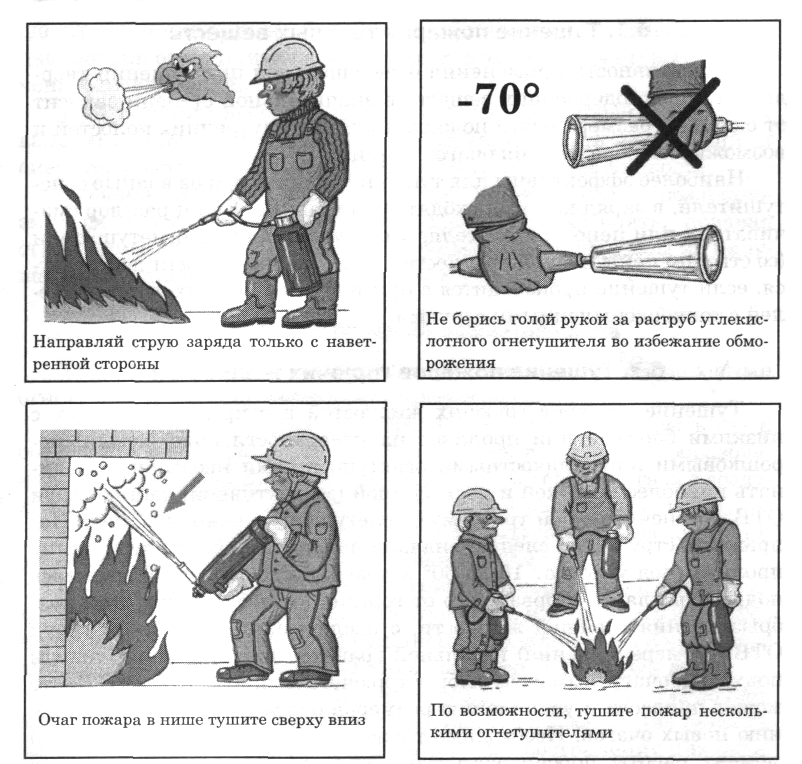 Направляй струю заряда только с навет-
ренной стороны
-70°
Не берись голой рукой за раструб углекис-
лотного огнетушителя во избежание обмо-
рожения
Очаг пожара в нише тушите сверху вниз
По возможности, тушите пожар несколь-
кими огнетушителями